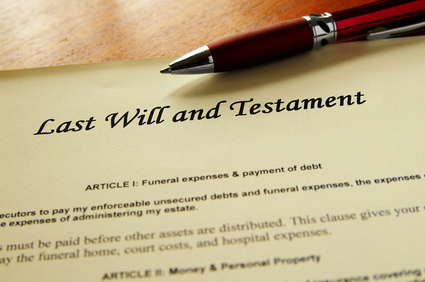 Last Will and Testament
ARTICLE I: Funeral expenses & payment of debt
ecutors to pay my enforceable unsecured debts and funeral expenses, the expenses
e expenses of administering my estate.
s must be paid before other assets are distributed. This clause gives your
ay the funeral home, court costs, and hospital expenses.
ARTICLE II: Money & Personal Property
insurance covering